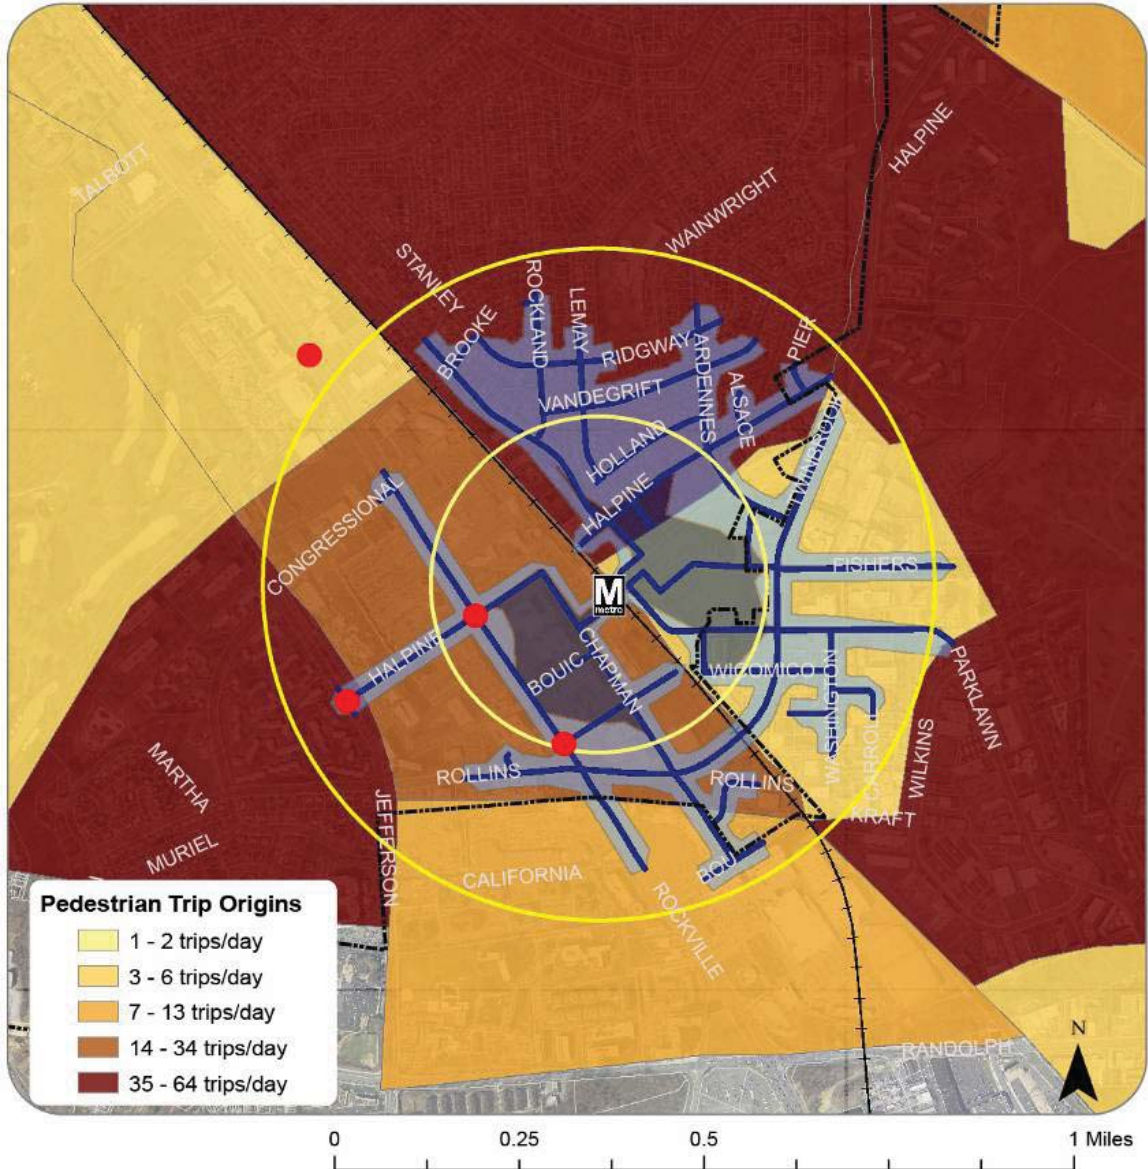 TALBOTT
HALPINE
WAINWRIGHT
STANLEY
ROCKLAND
LEMAY
BROOKE
RIDGWAY
ARDENNES
PIER
VANDEGRIFT
ALSACE
HOLLAND
WINBROOK
HALPINE
CONGRESSIONAL
FISHERS
M
metro
HALPINE
BOUIC
CHAPMAN
WICOMICO
WASHINGTON
PARKLAWN
CARROLL
WILKINS
MARTHA
ROLLINS
ROLLINS
KRAFT
JEFFERSON
MURIEL
CALIFORNIA
BOU
ROCKVILLE
RANDOLPH
N
Pedestrian Trip Origins
1 - 2 trips/day
3 - 6 trips/day
7 - 13 trips/day
14 - 34 trips/day
35 - 64 trips/day
0 0.25 0.5 1 Miles